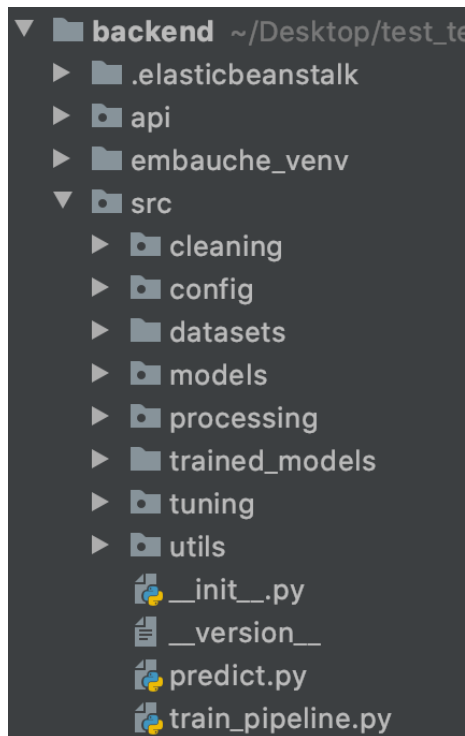 backend ~/Desktop/test_te
.elasticbeanstalk
api
embauche_venv
src
cleaning
config
datasets
models
processing
trained_models
tuning
utils
__init__.py
__version__
predict.py
train_pipeline.py